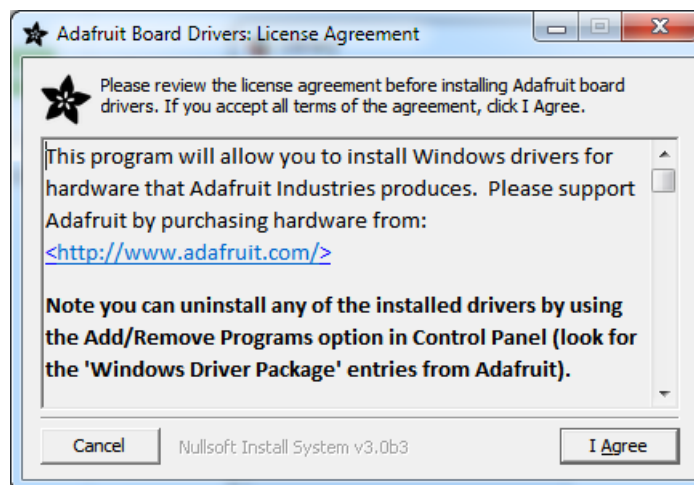 Adafruit Board Drivers: License Agreement
Please review the license agreement before installing Adafruit board
drivers. If you accept all terms of the agreement, click I Agree.
This program will allow you to install Windows drivers for
hardware that Adafruit Industries produces.  Please support
Adafruit by purchasing hardware from:
<http://www.adafruit.com/>
Note you can uninstall any of the installed drivers by using
the Add/Remove Programs option in Control Panel (look for
the 'Windows Driver Package' entries from Adafruit).
Cancel
Nullsoft Install System v3.0b3
I Agree